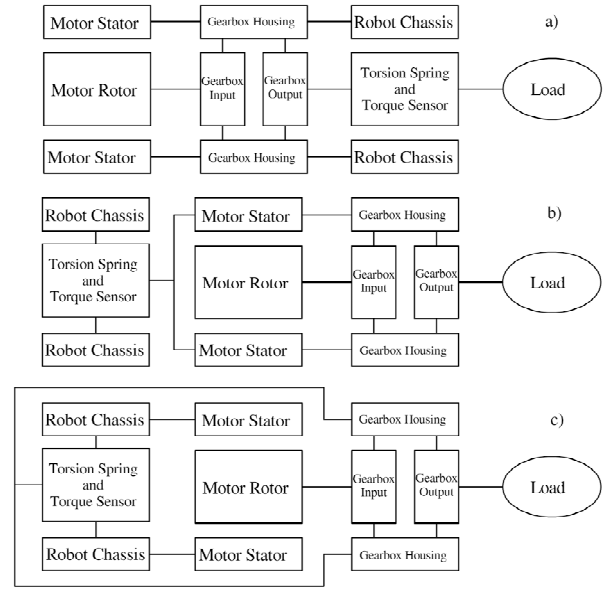 Motor Stator
Gearbox Housing
Robot Chassis
a)
Motor Rotor
Gearbox
Input
Gearbox
Output
Torsion Spring
and
Torque Sensor
Load
Motor Stator
Gearbox Housing
Robot Chassis
Robot Chassis
Motor Stator
Gearbox Housing
b)
Torsion Spring
and
Torque Sensor
Motor Rotor
Gearbox
Input
Gearbox
Output
Load
Robot Chassis
Motor Stator
Gearbox Housing
Robot Chassis
Motor Stator
Gearbox Housing
c)
Torsion Spring
and
Torque Sensor
Motor Rotor
Gearbox
Input
Gearbox
Output
Load
Robot Chassis
Motor Stator
Gearbox Housing